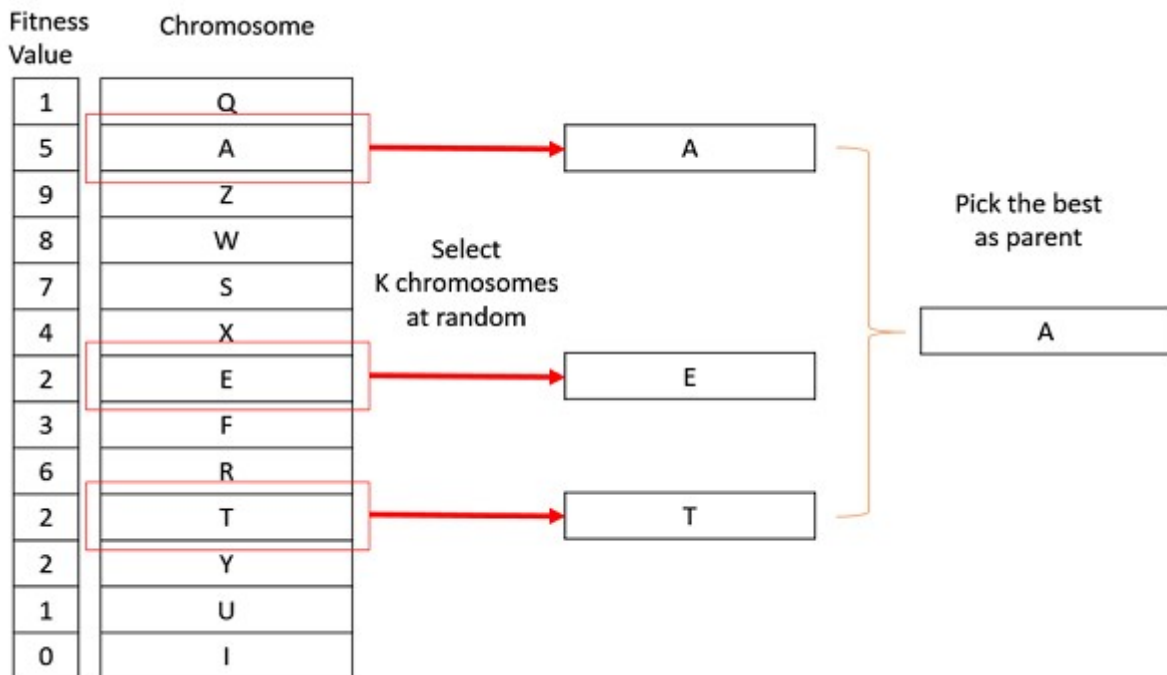 Fitness
Value
Chromosome
1 Q
5 A
9 Z
8 W
7 S
4 X
2 E
3 F
6 R
2 T
2 Y
1 U
0 I
Select
K chromosomes
at random
A
E
T
Pick the best
as parent
A